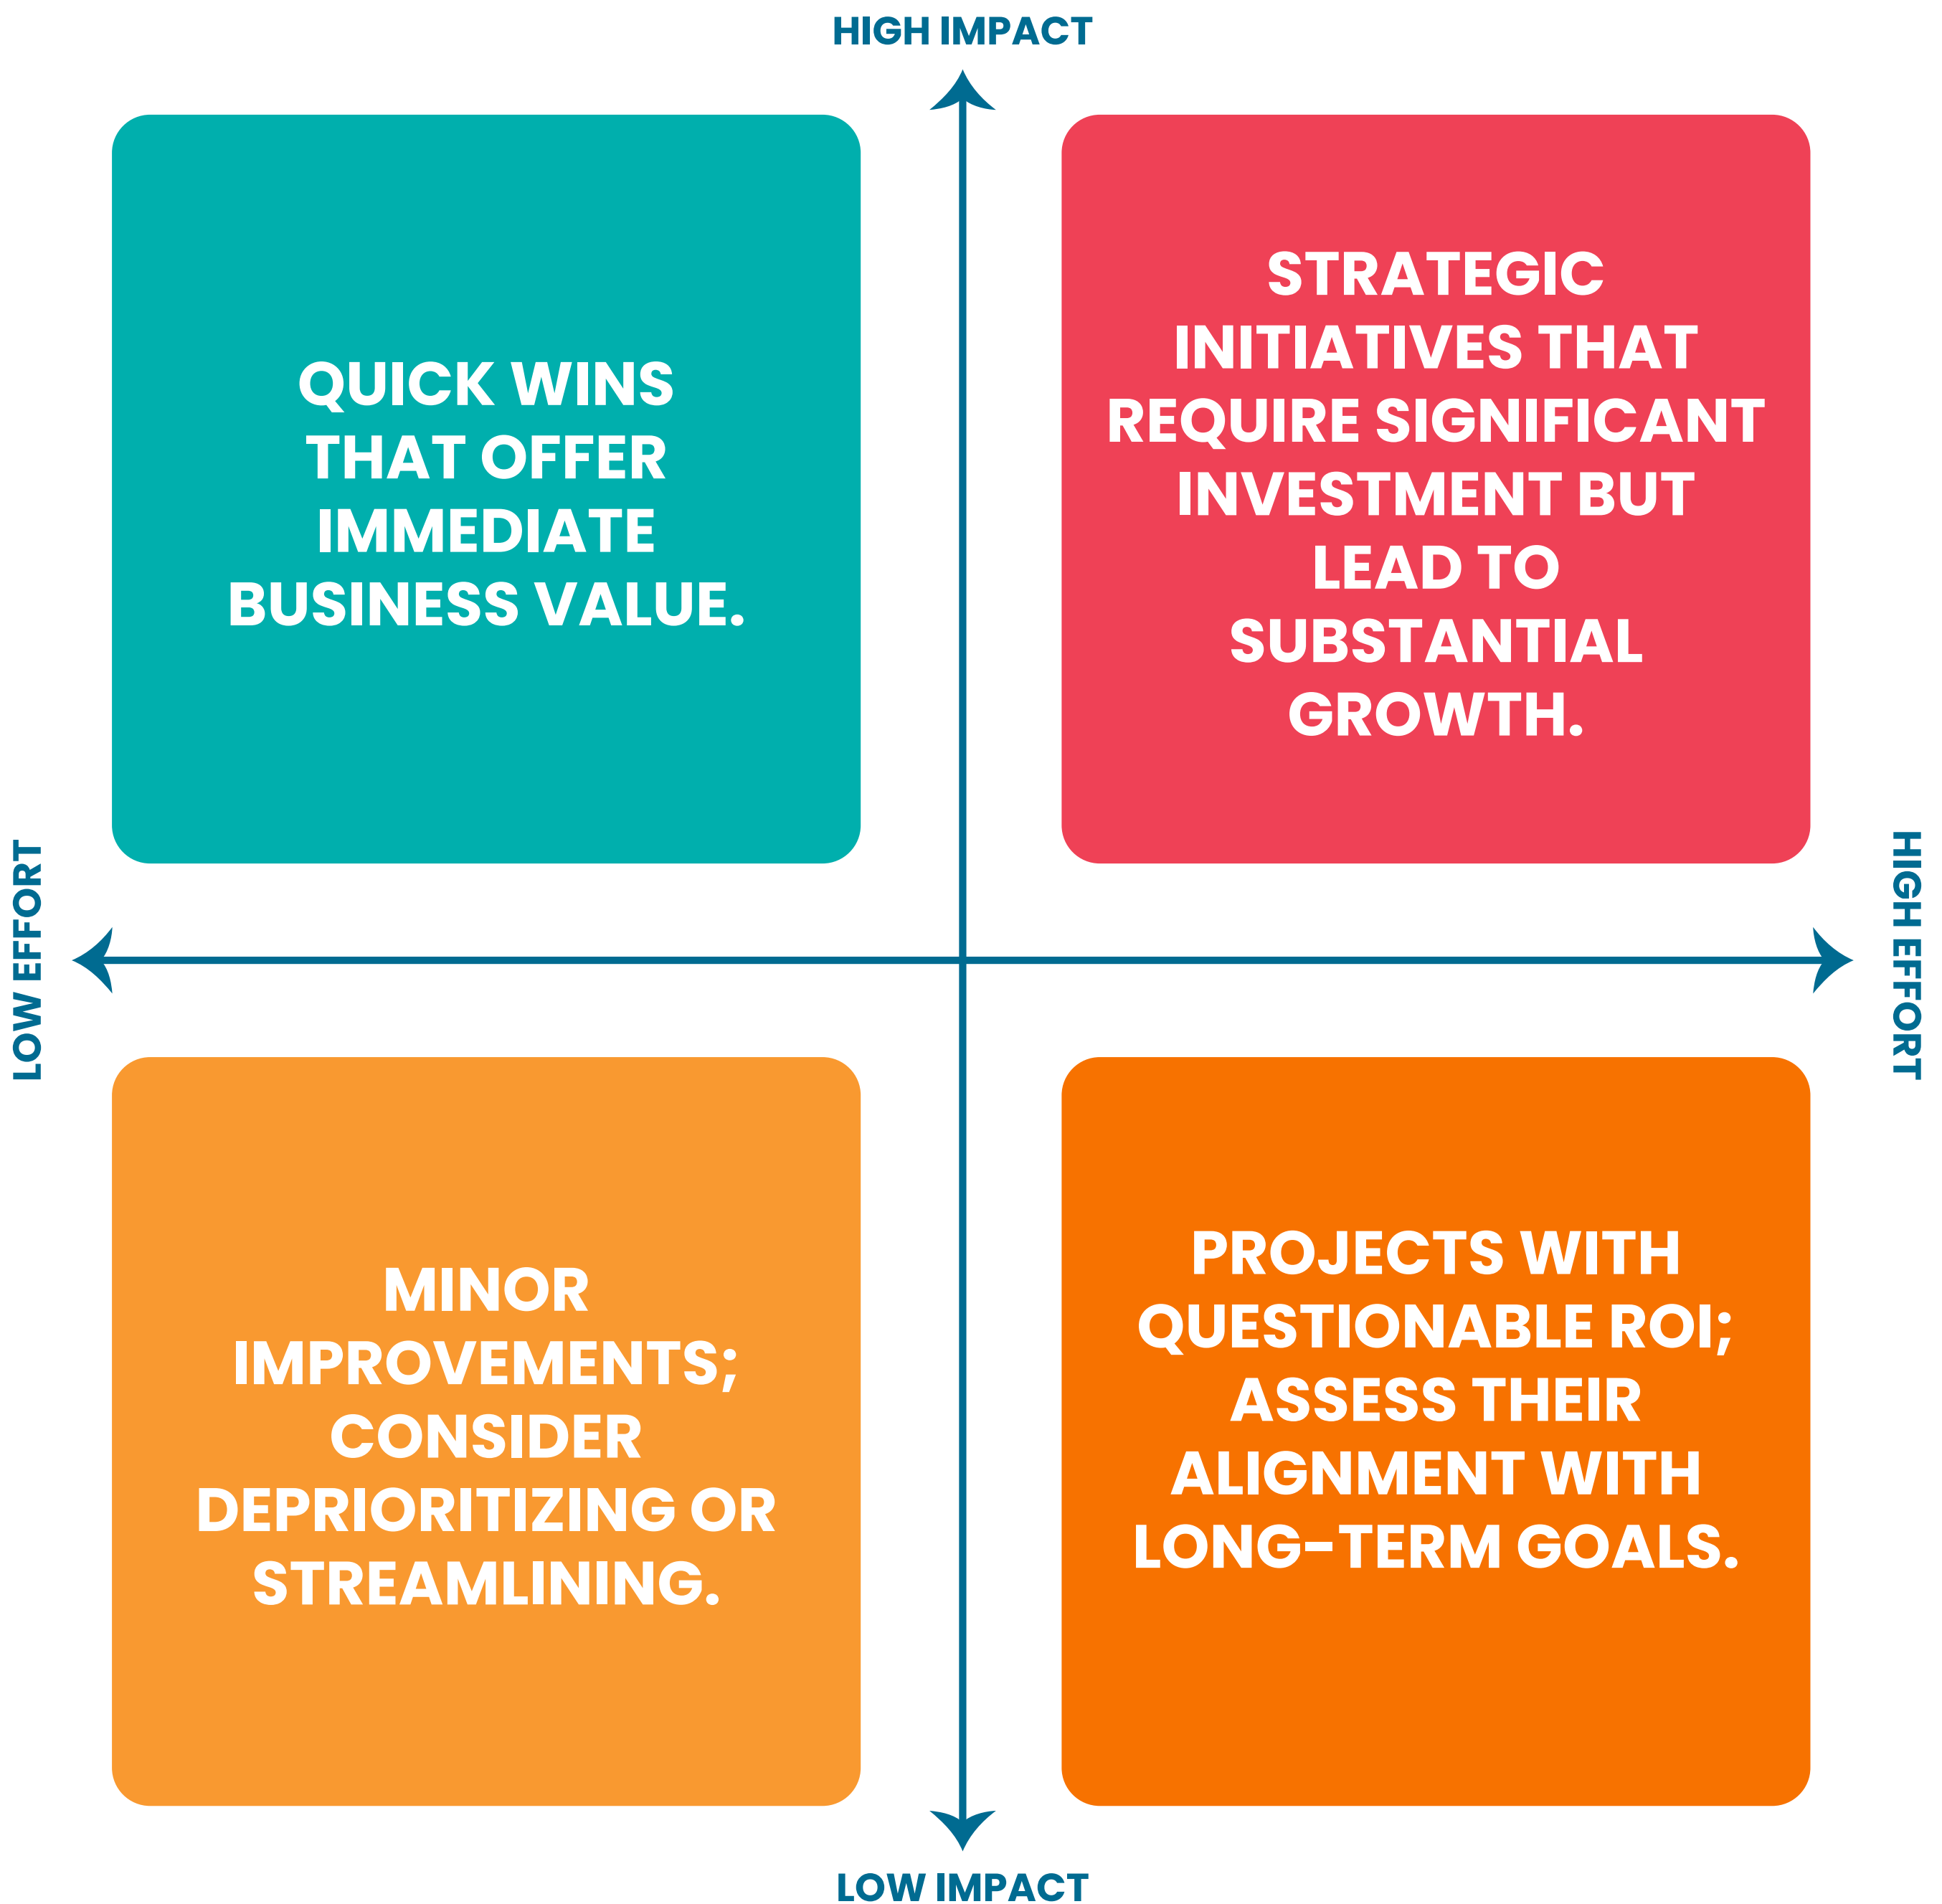 HIGH IMPACT
QUICK WINS
THAT OFFER
IMMEDIATE
BUSINESS VALUE.
STRATEGIC
INITIATIVES THAT
REQUIRE SIGNIFICANT
INVESTMENT BUT
LEAD TO
SUBSTANTIAL
GROWTH.
LOW EFFORT
HIGH EFFORT
MINOR
IMPROVEMENTS;
CONSIDER
DEPRIORITIZING OR
STREAMLINING.
PROJECTS WITH
QUESTIONABLE ROI;
ASSESS THEIR
ALIGNMENT WITH
LONG-TERM GOALS.
LOW IMPACT